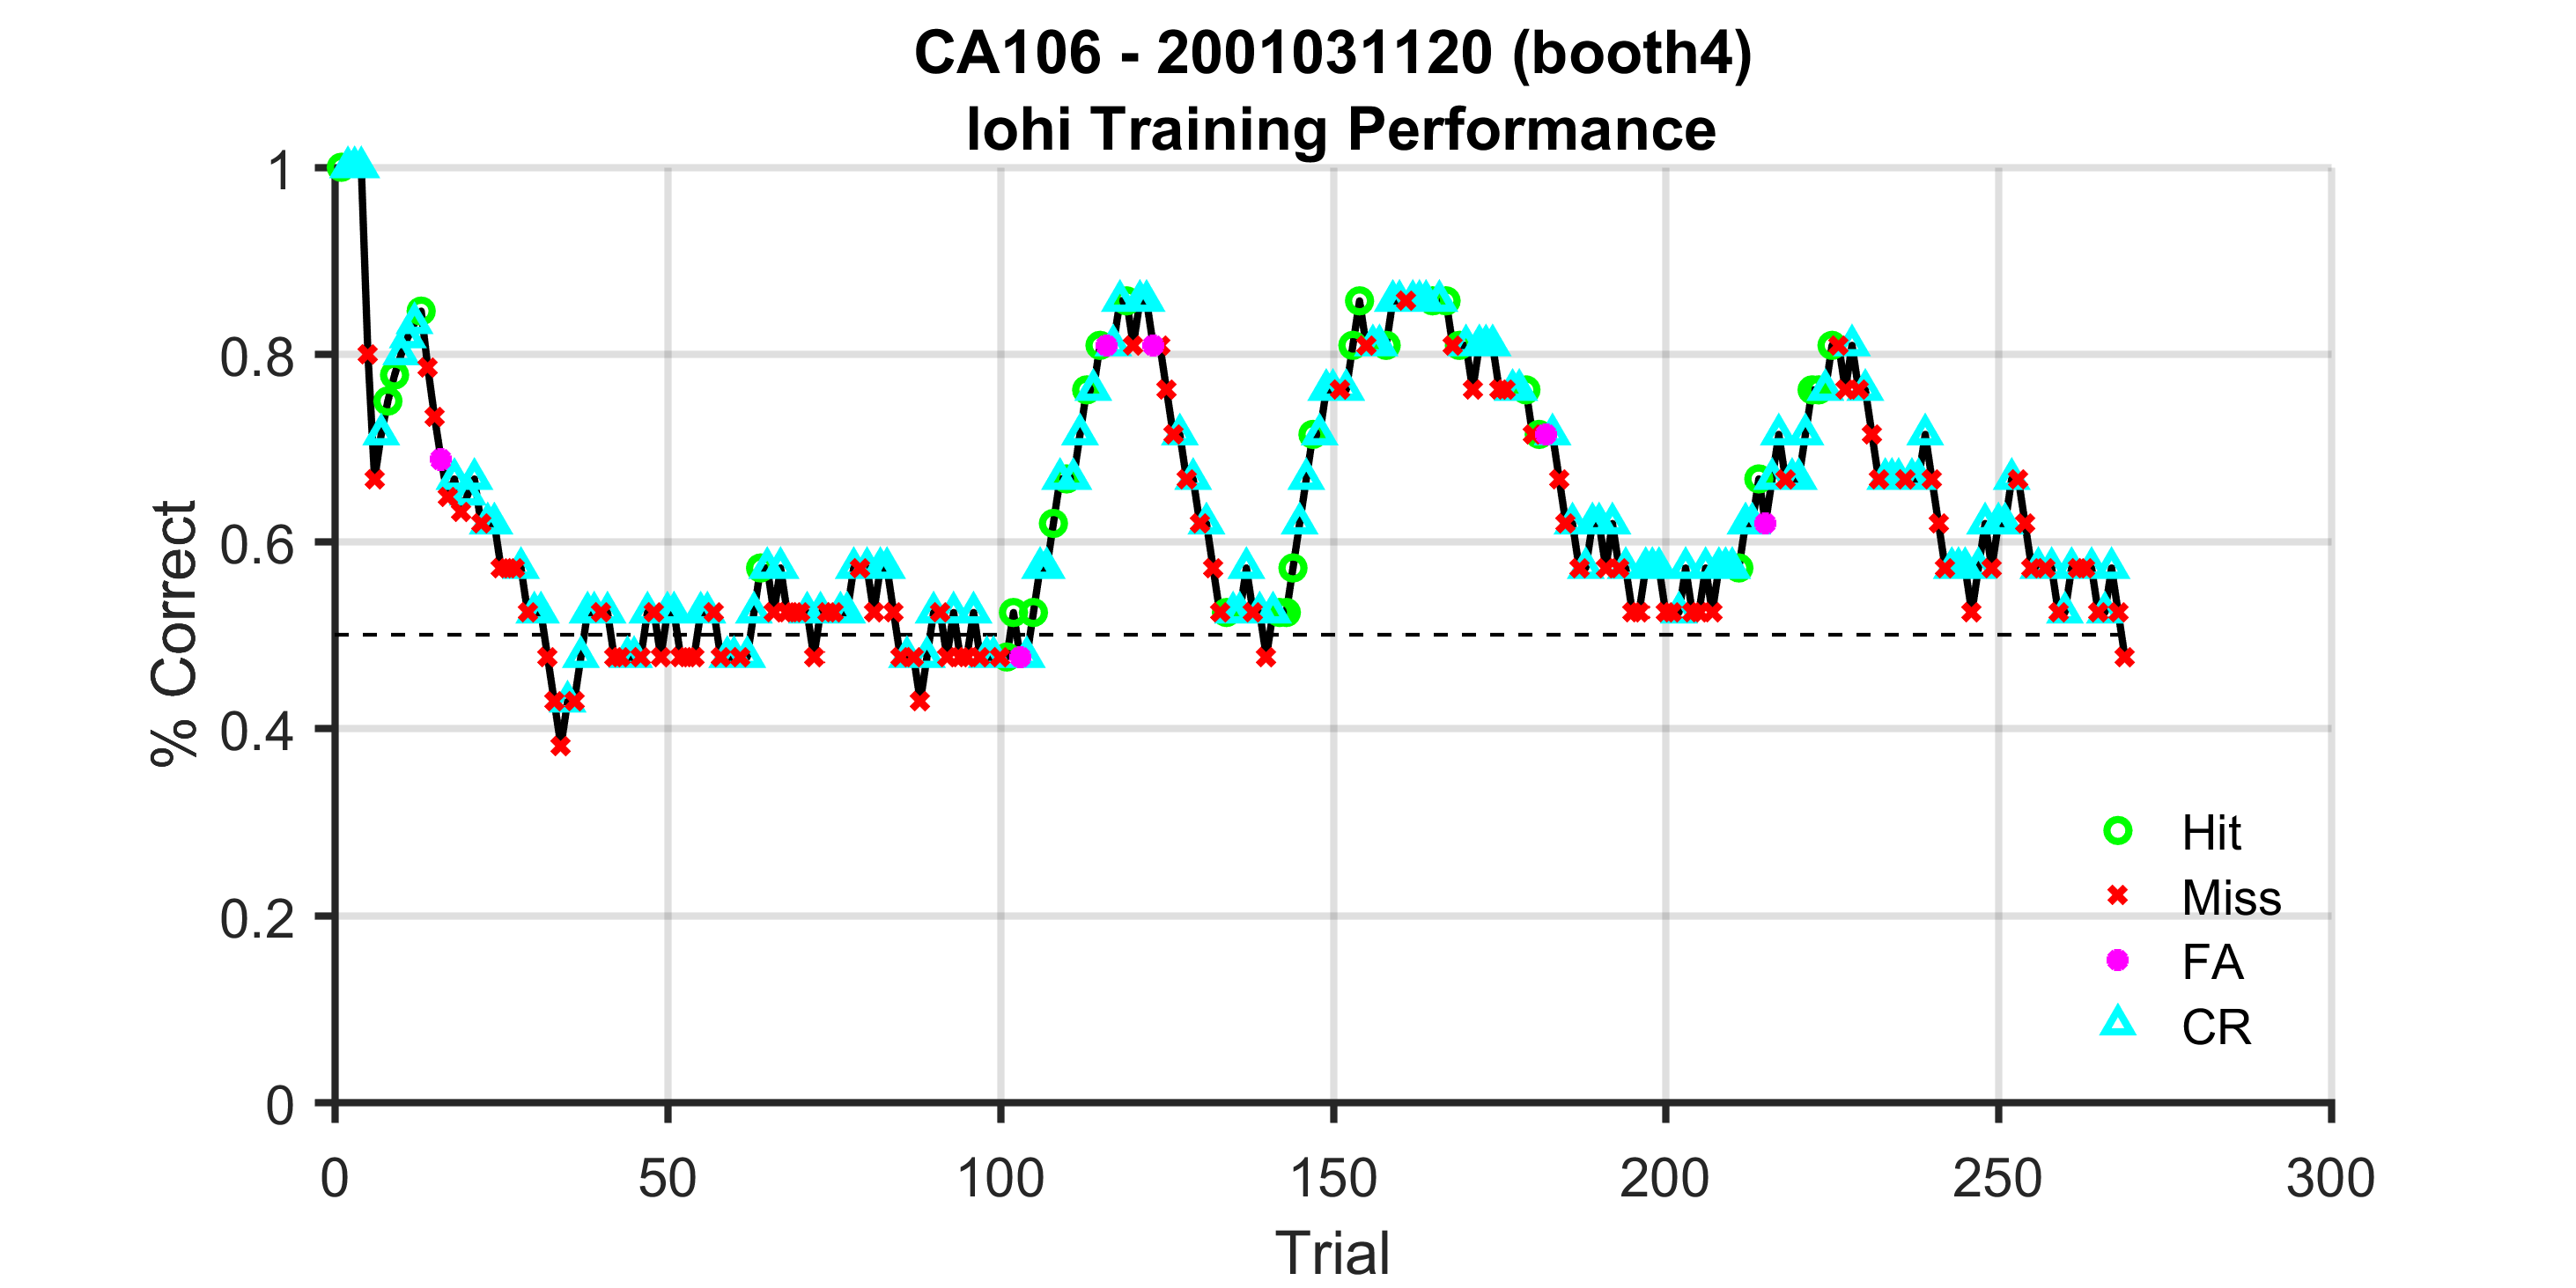 CA106 - 2001031120 (booth4)
lohi Training Performance
% Correct
1
0.8
0.6
0.4
0.2
0
0 50 100 150 200 250 300
Trial
Hit
Miss
FA
CR